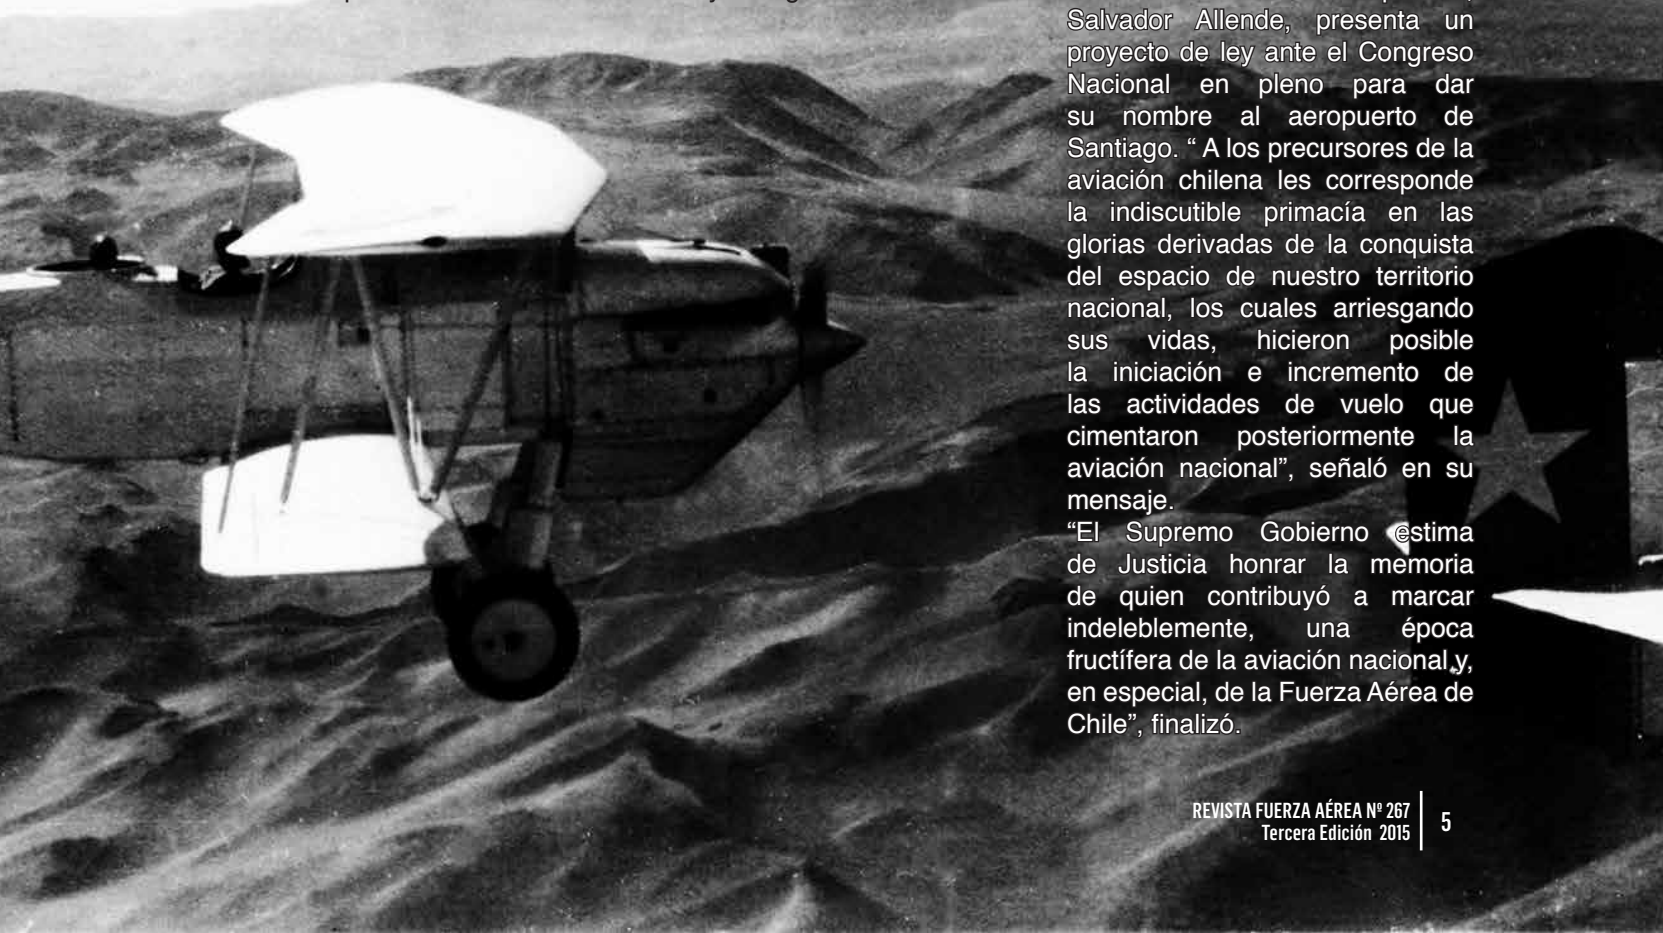 Salvador Allende, presenta un
proyecto de ley ante el Congreso
Nacional en pleno para dar
su nombre al aeropuerto de
Santiago. “ A los precursores de la
aviación chilena les corresponde
la indiscutible primacía en las
glorias derivadas de la conquista
del espacio de nuestro territorio
nacional, los cuales arriesgando
sus vidas, hicieron posible
la iniciación e incremento de
las actividades de vuelo que
cimentaron posteriormente la
aviación nacional”, señaló en su
mensaje.
“El Supremo Gobierno estima
de Justicia honrar la memoria
de quien contribuyó a marcar
indeleblemente, una época
fructífera de la aviación nacional y,
en especial, de la Fuerza Aérea de
Chile”, finalizó.
REVISTA FUERZA AÉREA Nº 267
Tercera Edición 2015
5